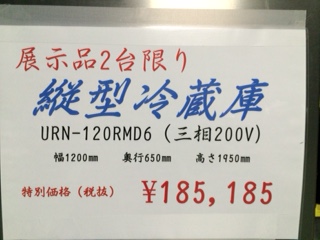 展示品2台限り
縦型冷蔵庫
URN-120RMD6 (三相200V)
幅1200mm 奥行650mm 高さ1950mm
特別価格(税抜) ¥185,185